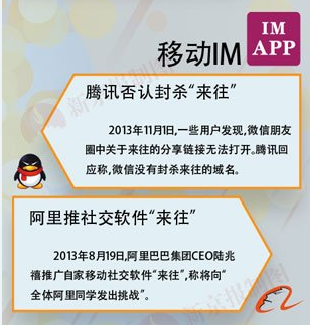 移动IM
IM
APP
腾讯否认封杀“来往”
2013年11月1日,一些用户发现,微信朋友
圈中关于来往的分享链接无法打开。腾讯回
应称,微信没有封杀来往的域名。
阿里推社交软件“来往”
2013年8月19日,阿里巴巴集团CEO陆兆
禧推广自家移动社交软件“来往”,称将向“
全体阿里同学发出挑战”。